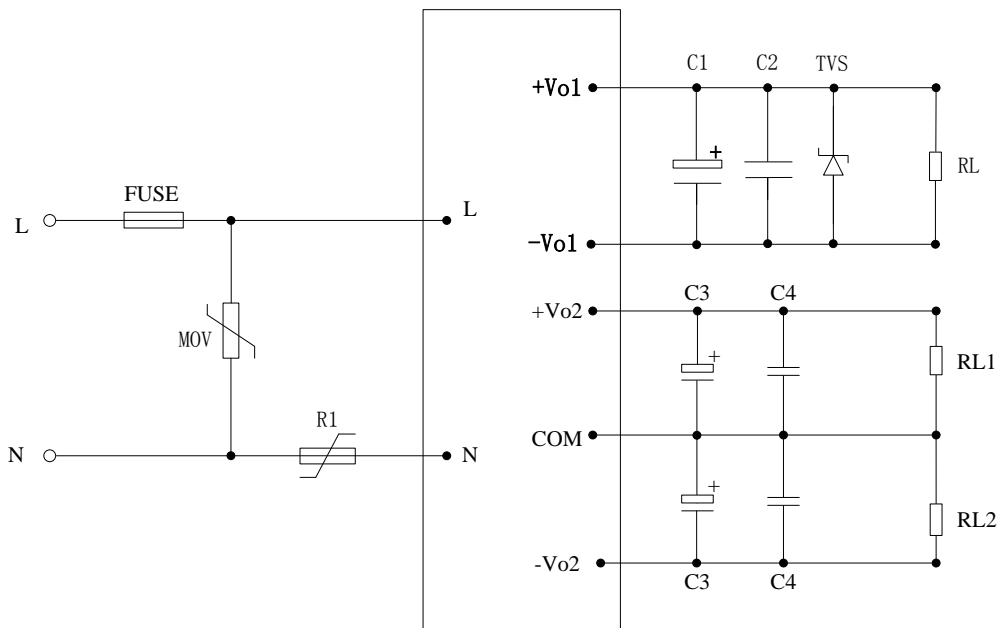 C1 C2 TVS
+Vo1
RL
FUSE
L L
-Vo1
MOV
C3 C4
+Vo2
+
+
RL1
R1
COM
N N
+
+
RL2
-Vo2
C3 C4